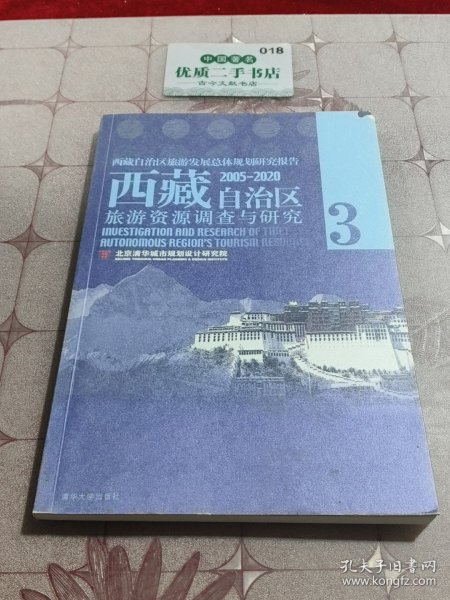 中国著名
018
优质二手书店
古今文献书店
西藏自治区旅游发展总体规划研究报告
西藏自治区
2005-2020
旅游资源调查与研究
INVESTIGATION AND RESEARCH OF TIBET
AUTONOMOUS REGION'S TOURISM
3
北京清华城市规划设计研究院
BEIJING TSINGHUA URBAN PLANNING & DESIGN INSTITUTE
清华大学出版社
孔夫子旧书网
www.kongfz.com